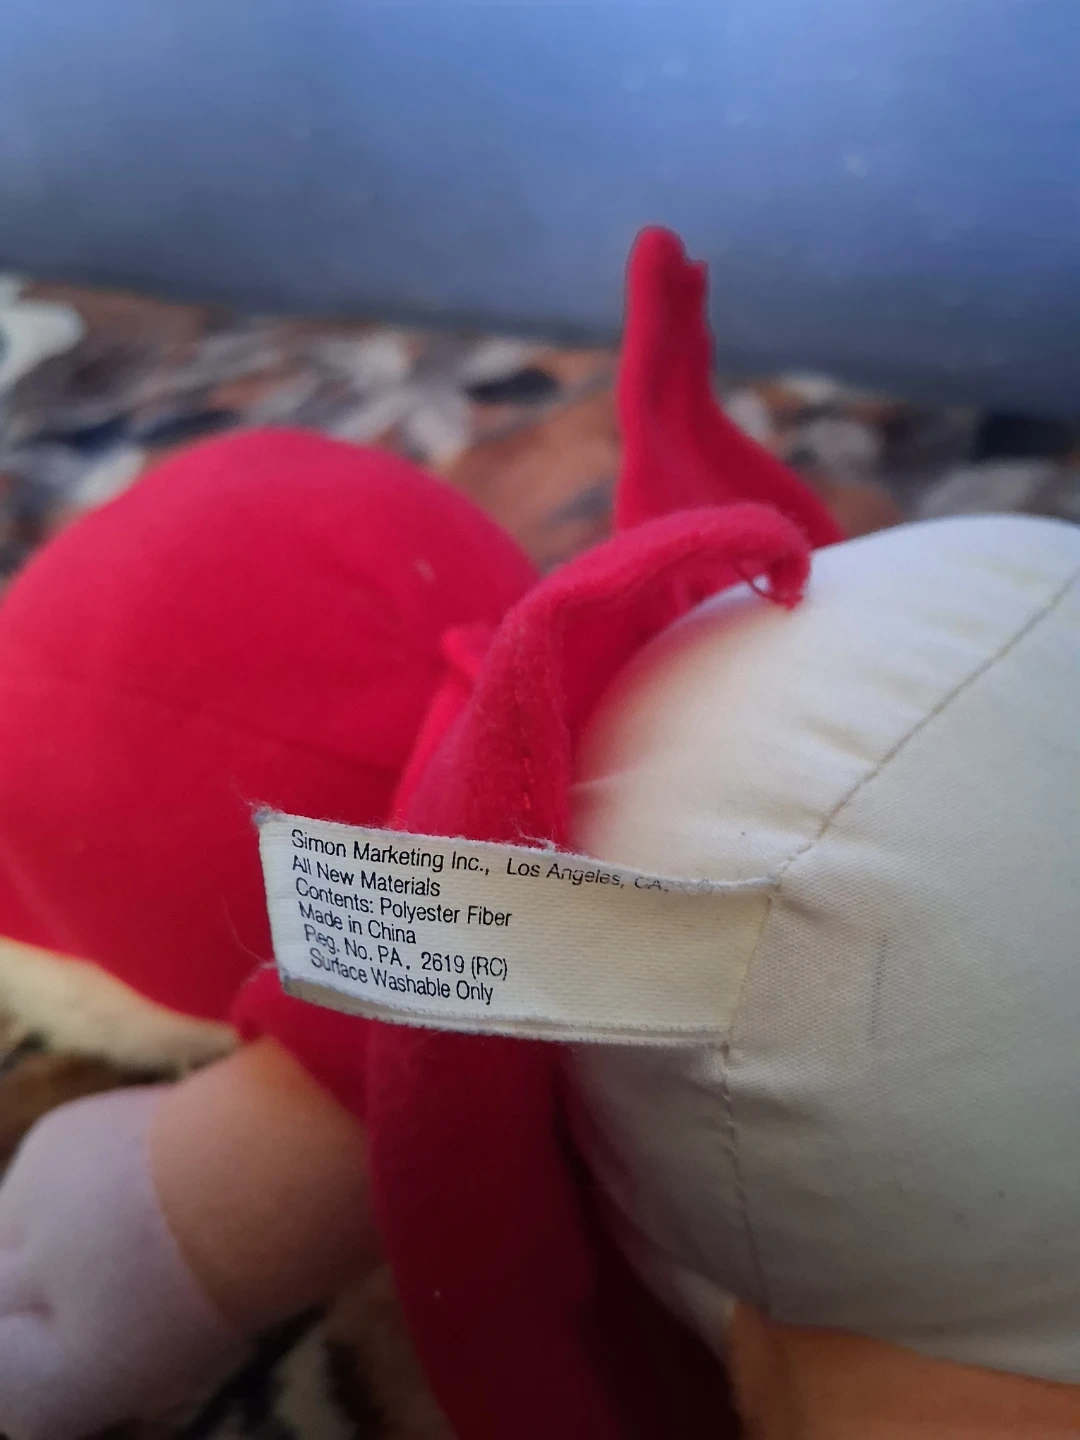 Simon Marketing Inc., Los Angeles, CA.
All New Materials
Contents: Polyester Fiber
Made in China
Reg. No. PA. 2619 (RC)
Surface Washable Only